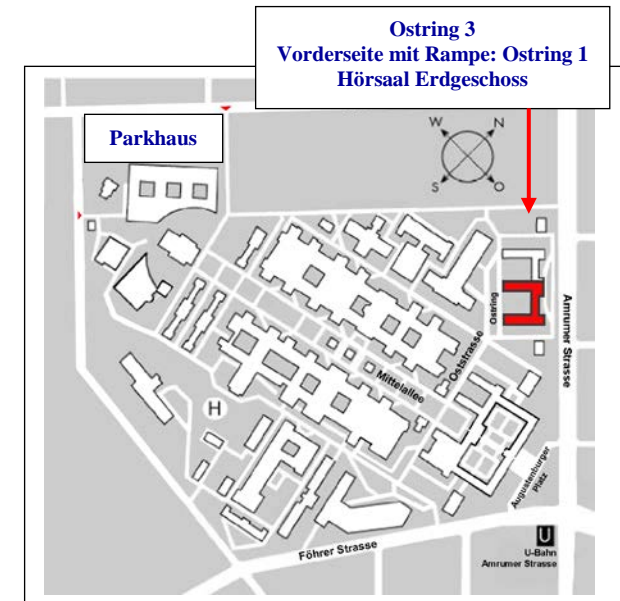 Ostring 3
Vorderseite mit Rampe: Ostring 1
Hörsaal Erdgeschoss
Parkhaus
W
N
S
O
Ostring
Amrumer Strasse
Oststrasse
Mittelallee
H
Augustenburger
Platz
Föhrer Strasse
U
U-Bahn
Amrumer Strasse